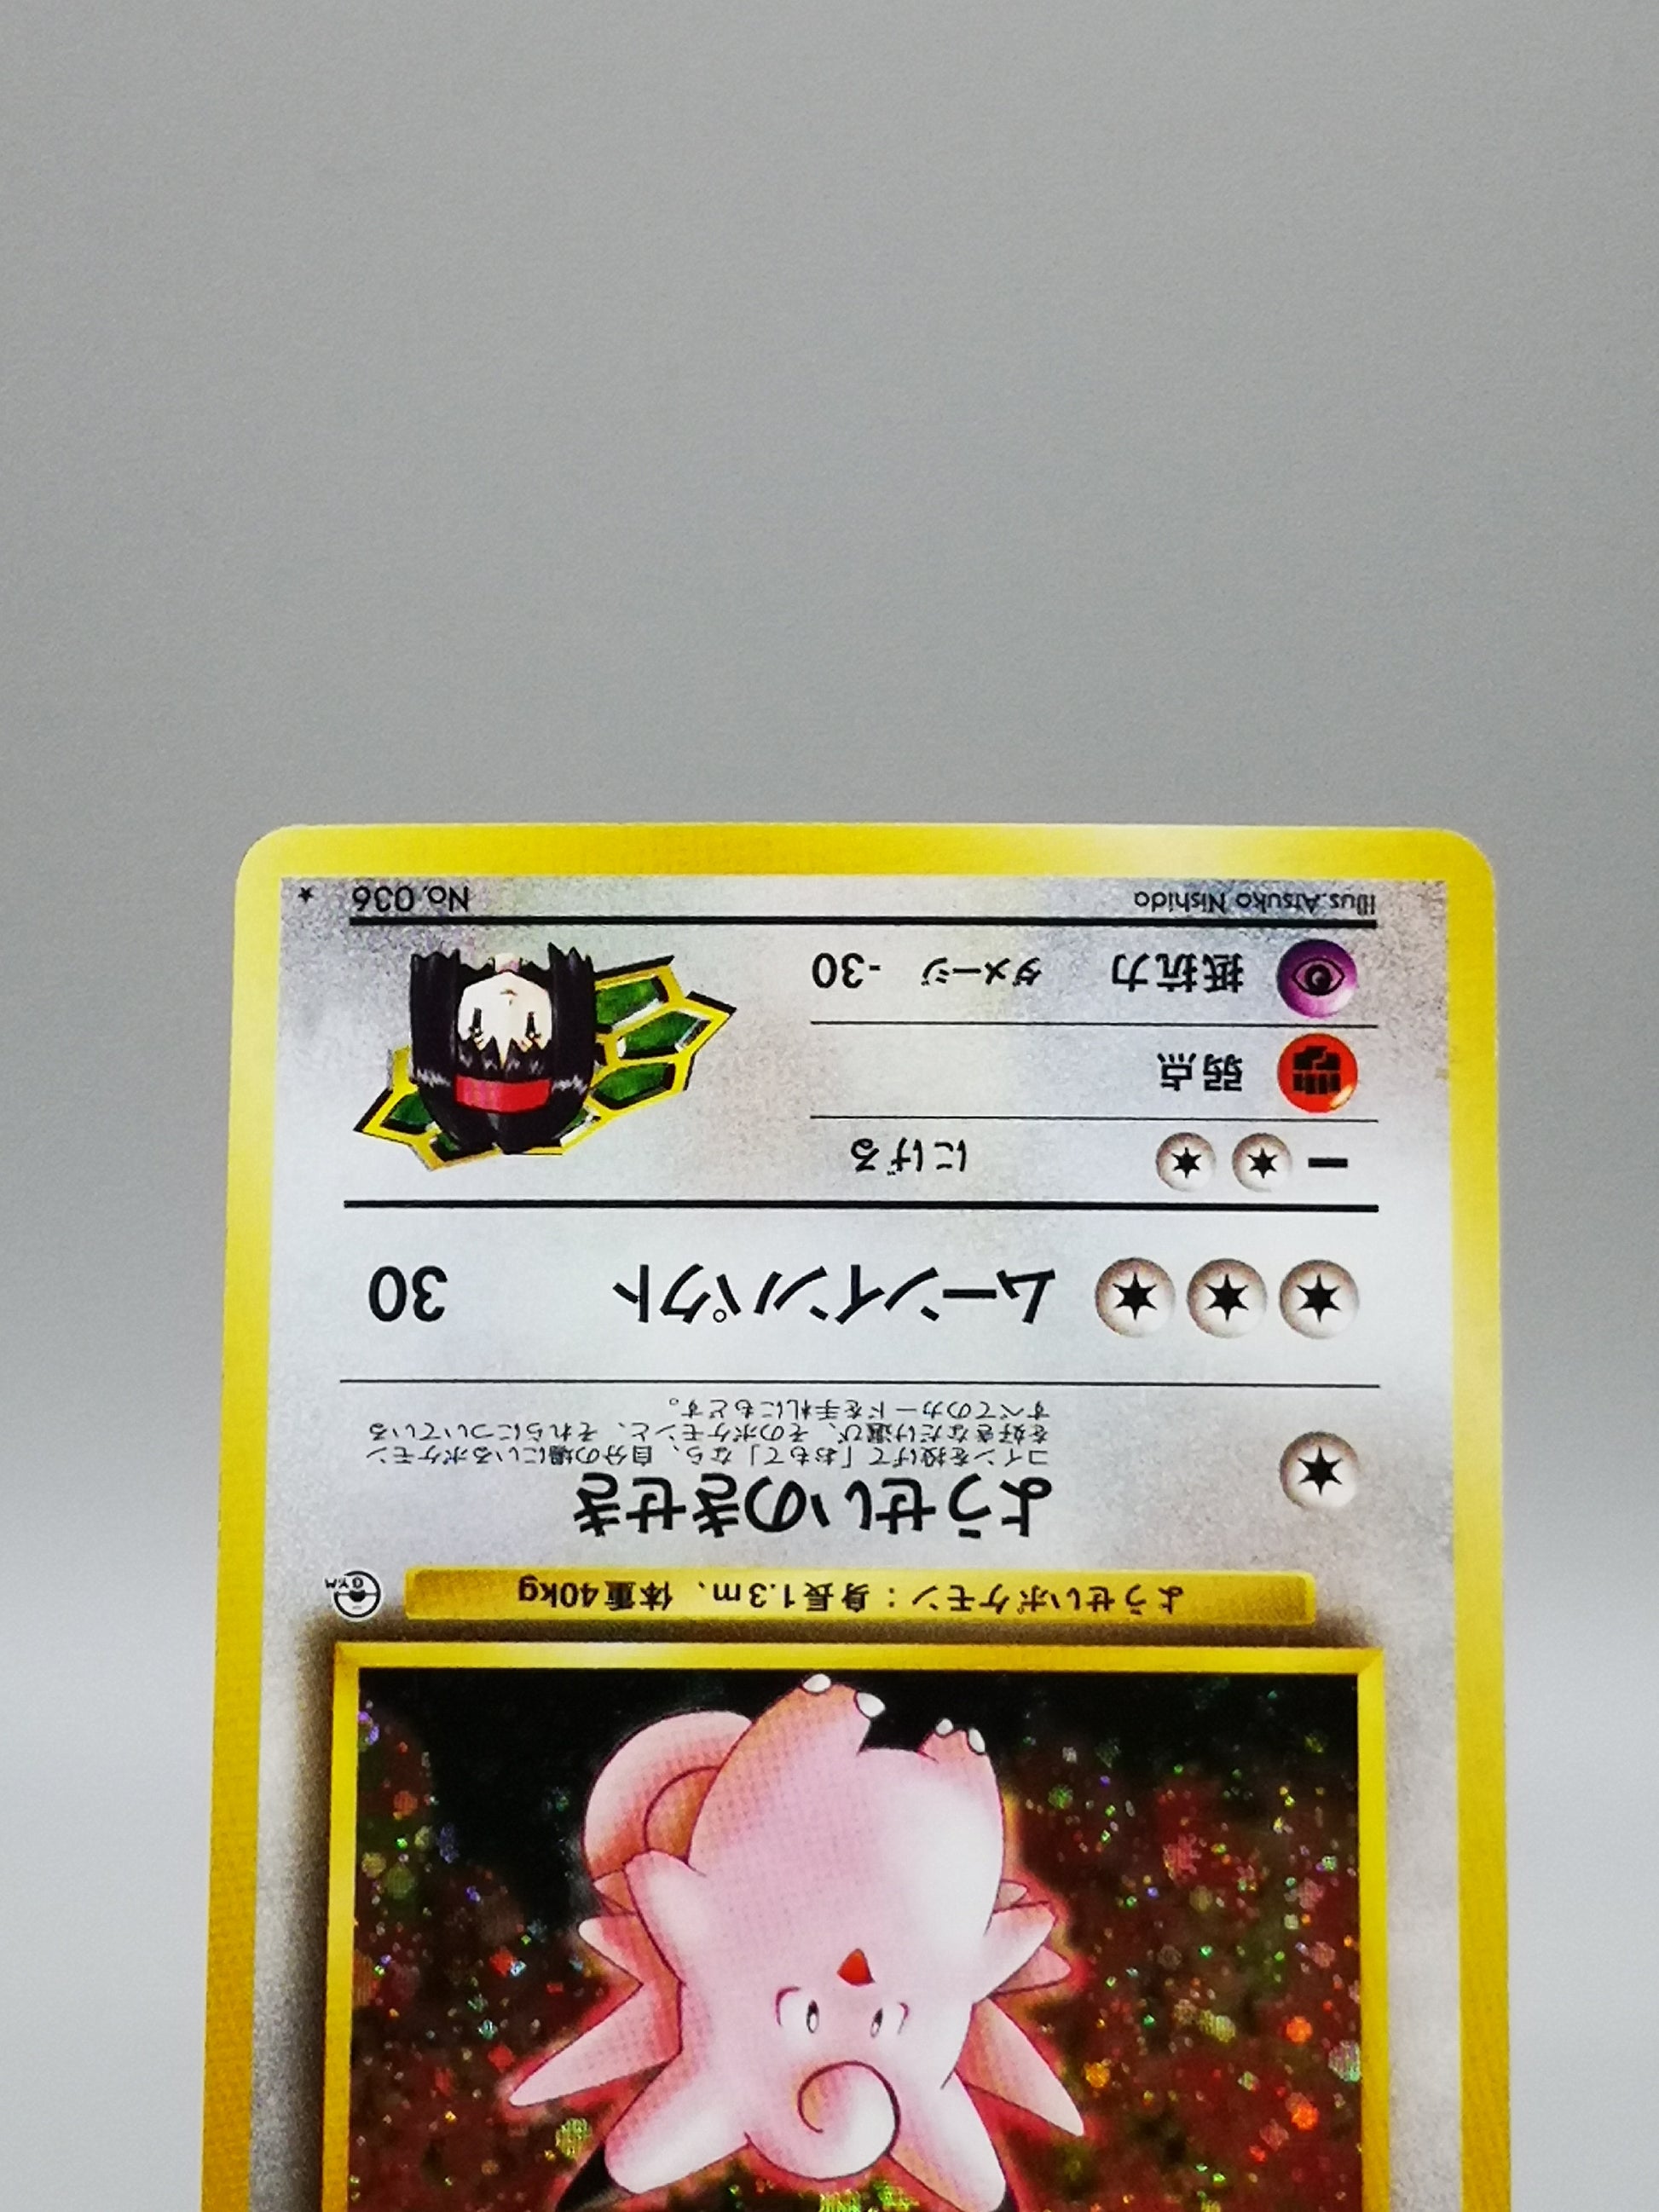 ようせいポケモン：身長1.3m、体重40kg
GYM
ようせいのきせき
コインを投げて「おもて」なら、自分の場にいるポケモン
を好きなだけ選び、そのポケモンと、それらについている
すべてのカードを手札にもどす。
ムーンインパクト 30
にげる
弱点
抵抗力 ダメージ -30
Illus. Atsuko Nishida No. 036 ★